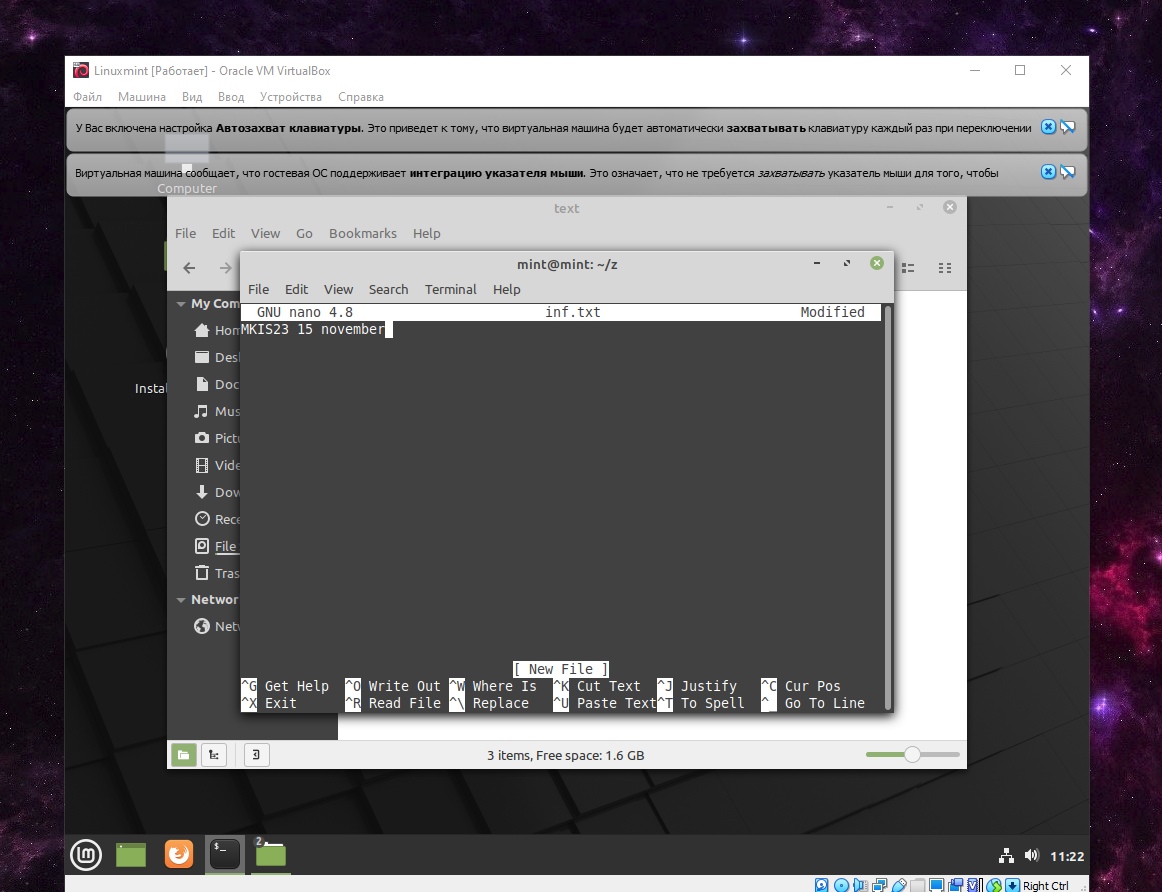 Linuxmint [Работает] - Oracle VM VirtualBox
Файл Машина Вид Ввод Устройства Справка
У Вас включена настройка Автозахват клавиатуры. Это приведет к тому, что виртуальная машина будет автоматически захватывать клавиатуру каждый раз при переключении
Виртуальная машина сообщает, что гостевая ОС поддерживает интеграцию указателя мыши. Это означает, что не требуется захватывать указатель мыши для того, чтобы
Computer
text
File Edit View Go Bookmarks Help
mint@mint: ~/z
File Edit View Search Terminal Help
My Com
GNU nano 4.8 inf.txt Modified
Hom
MKIS23 15 november
Desl
Instal
Doc
Mus
Pictu
Vide
Dow
Rece
File
Tras
Networ
Netw
[ New File ]
^G Get Help ^O Write Out ^W Where Is ^K Cut Text ^J Justify ^C Cur Pos
^X Exit ^R Read File ^\ Replace ^U Paste Text ^T To Spell ^_ Go To Line
3 items, Free space: 1.6 GB
2
$_
11:22
Right Ctrl